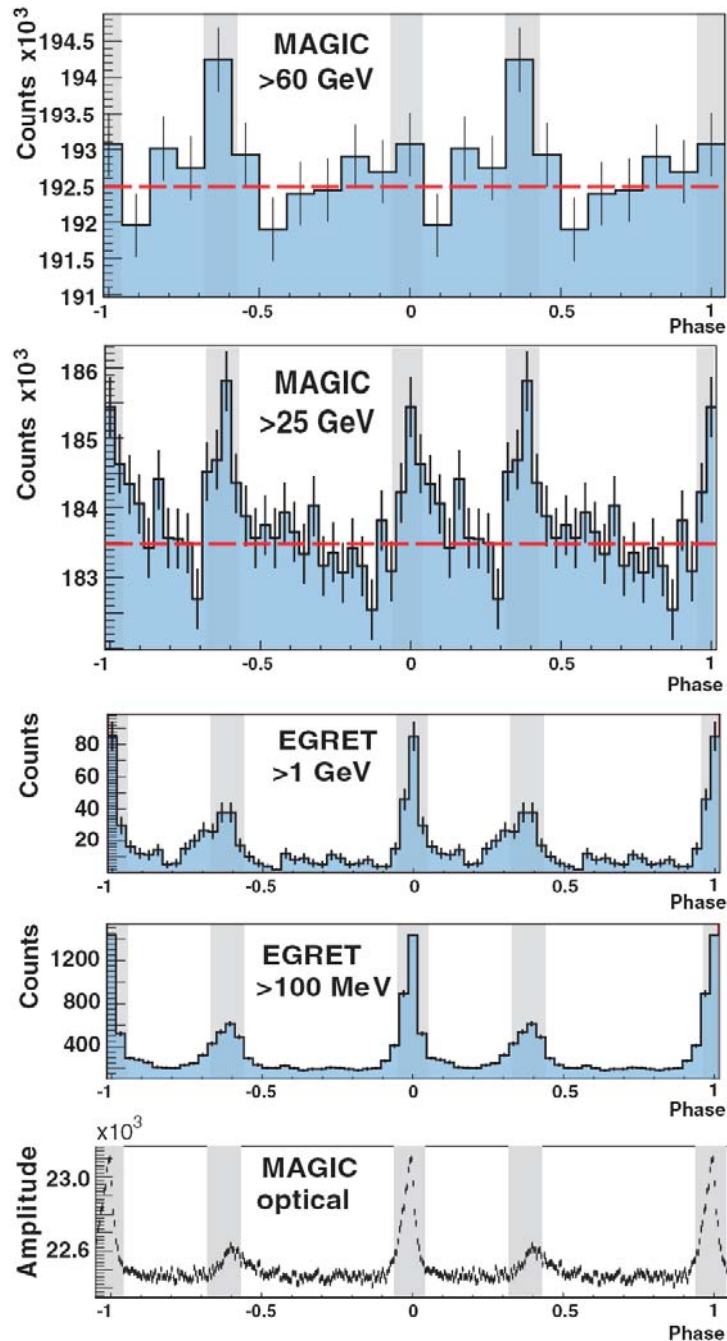 Counts x10³
194.5
194
193.5
193
192.5
192
191.5
191
MAGIC
>60 GeV
-1 -0.5 0 0.5 1
Phase
Counts x10³
186
185
184
183
MAGIC
>25 GeV
-1 -0.5 0 0.5 1
Phase
Counts
80
60
40
20
EGRET
>1 GeV
-1 -0.5 0 0.5 1
Phase
Counts
1200
800
400
EGRET
>100 MeV
-1 -0.5 0 0.5 1
Phase
x10³
Amplitude
23.0
22.6
MAGIC
optical
-1 -0.5 0 0.5 1
Phase